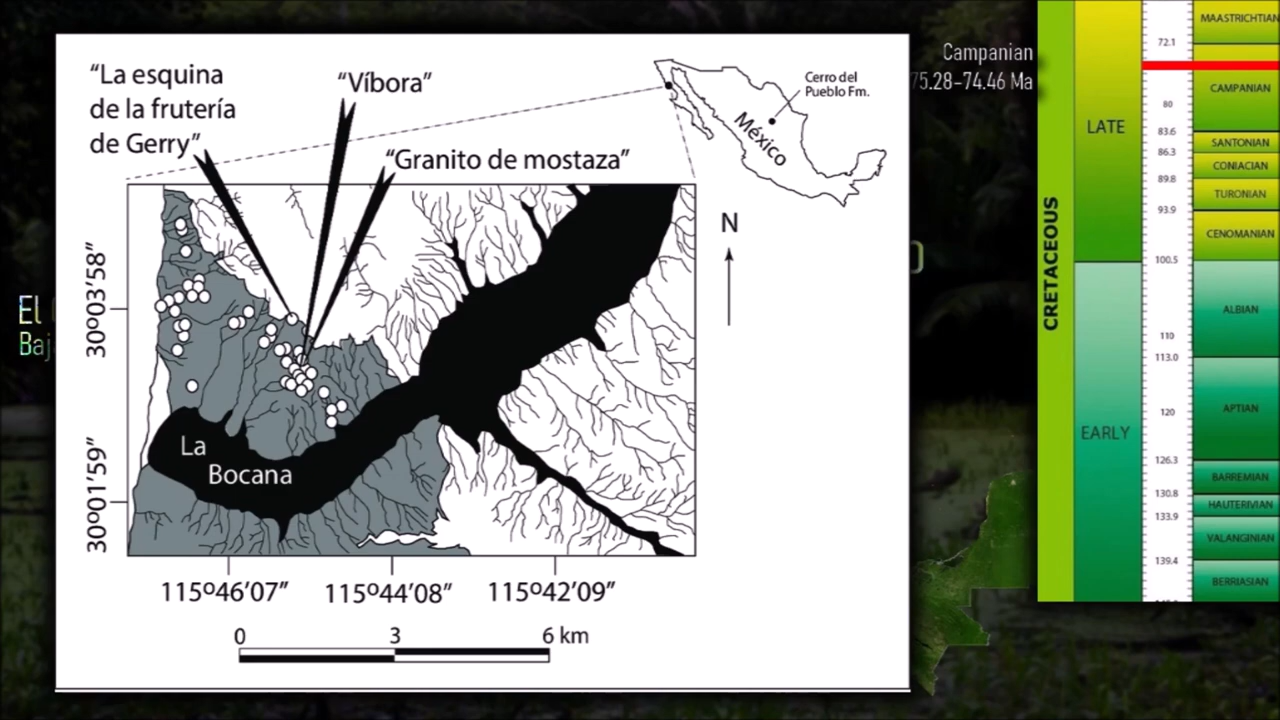 “La esquina
de la frutería
de Gerry”
“Víbora”
“Granito de mostaza”
Cerro del
Pueblo Fm.
México
N
30º03’58”
30º01’59”
La
Bocana
115º46’07”
115º44’08”
115º42’09”
0 3 6 km
El
Baj
Campanian
75.28–74.46 Ma
CRETACEOUS
LATE
EARLY
72.1
80
83.6
86.3
89.8
93.9
100.5
110
113.0
120
126.3
130.8
133.9
139.4
MAASTRICHTIAN
CAMPANIAN
SANTONIAN
CONIACIAN
TURONIAN
CENOMANIAN
ALBIAN
APTIAN
BARREMIAN
HAUTERIVIAN
VALANGINIAN
BERRIASIAN